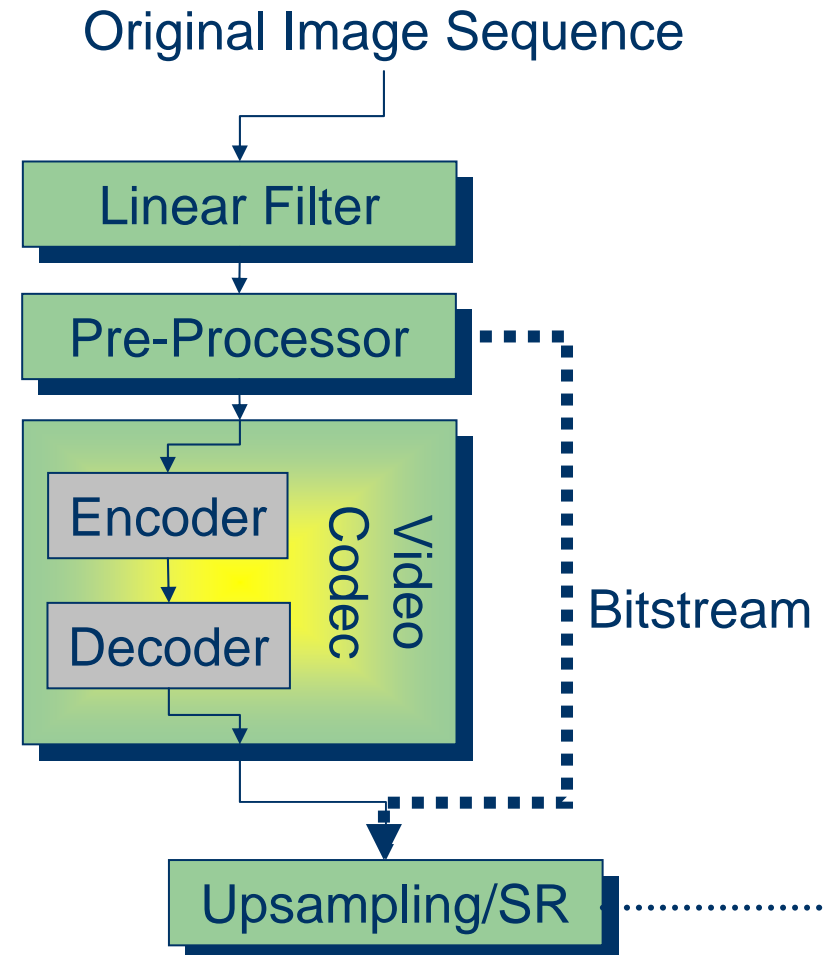 Original Image Sequence
Linear Filter
Pre-Processor
Encoder
Decoder
Video
Codec
Bitstream
Upsampling/SR